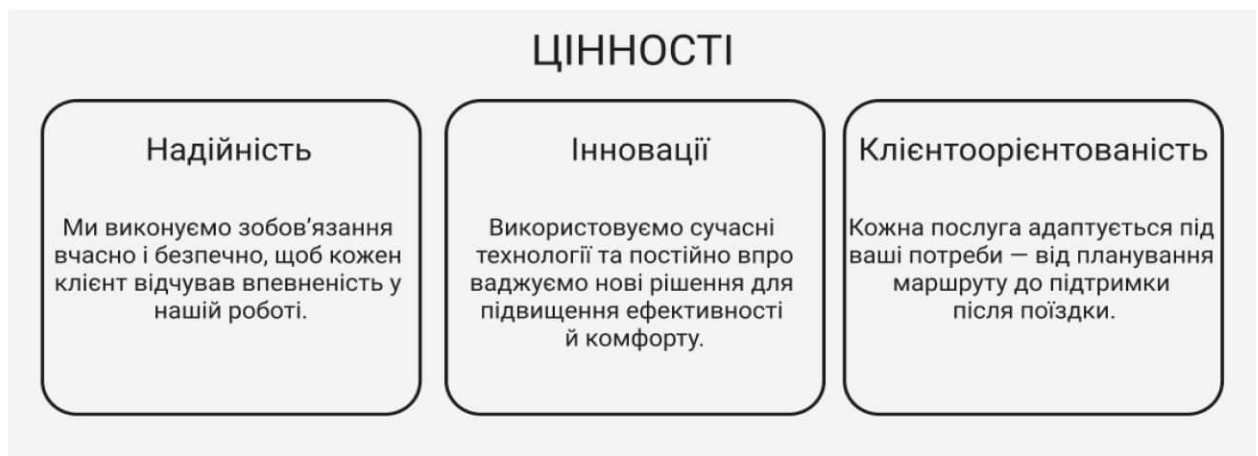 ЦІННОСТІ
Надійність
Ми виконуємо зобов’язання
вчасно і безпечно, щоб кожен
клієнт відчував впевненість у
нашій роботі.
Інновації
Використовуємо сучасні
технології та постійно впро
ваджуємо нові рішення для
підвищення ефективності
й комфорту.
Клієнтоорієнтованість
Кожна послуга адаптується під
ваші потреби — від планування
маршруту до підтримки
після поїздки.